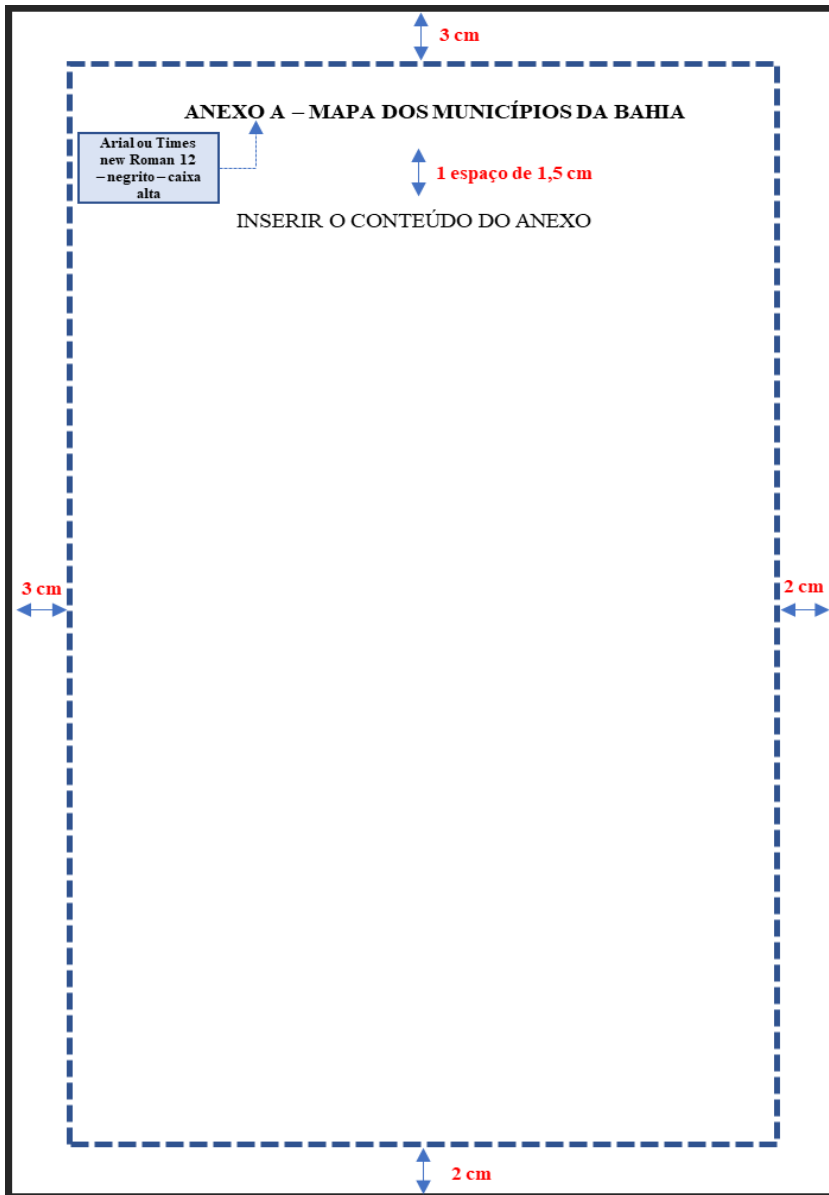 3 cm
ANEXO A – MAPA DOS MUNICÍPIOS DA BAHIA
Arial ou Times
new Roman 12
– negrito – caixa
alta
1 espaço de 1,5 cm
INSERIR O CONTEÚDO DO ANEXO
3 cm
2 cm
2 cm